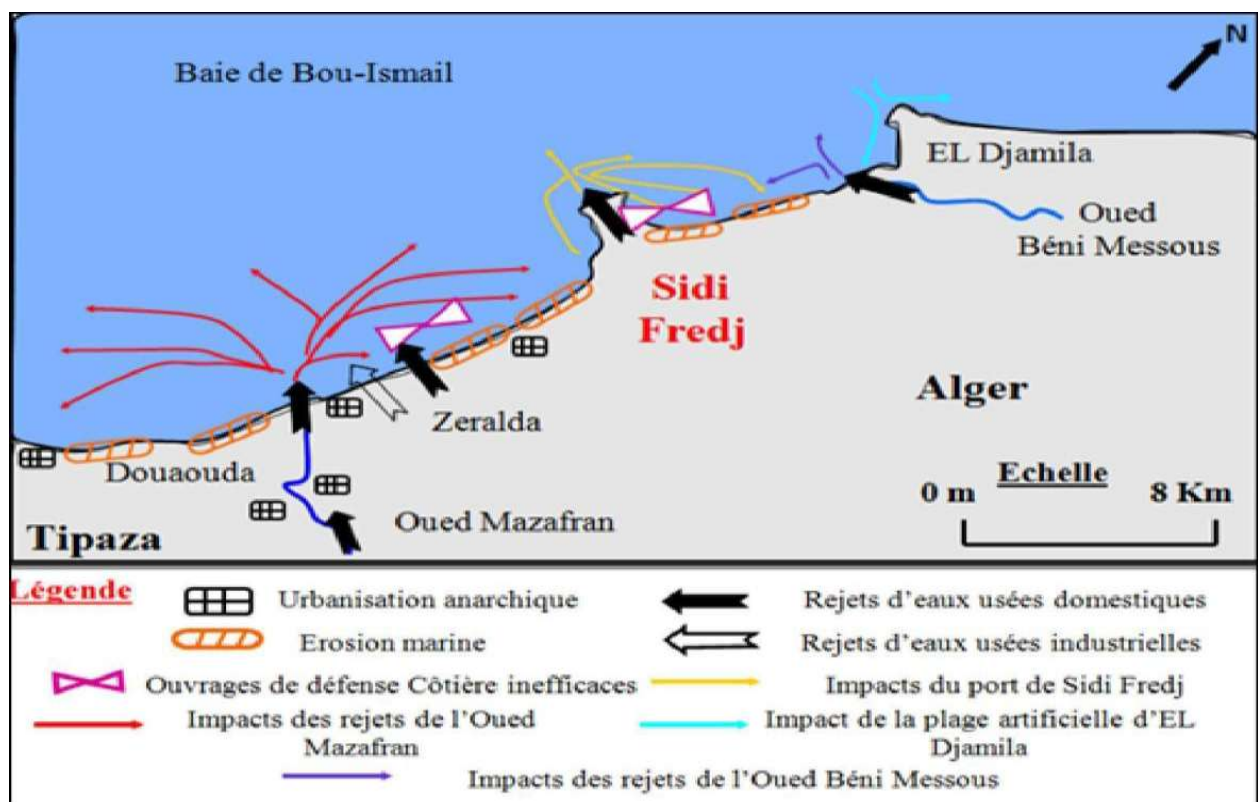 N
Baie de Bou-Ismail
EL Djamila
Oued
Béni Messous
Sidi
Fredj
Alger
Zeralda
Douaouda
Echelle
0 m 8 Km
Oued Mazafran
Tipaza
Légende
Urbanisation anarchique
Rejets d'eaux usées domestiques
Erosion marine
Rejets d'eaux usées industrielles
Ouvrages de défense Côtière inefficaces
Impacts du port de Sidi Fredj
Impacts des rejets de l'Oued
Mazafran
Impact de la plage artificielle d'EL
Djamila
Impacts des rejets de l'Oued Béni Messous